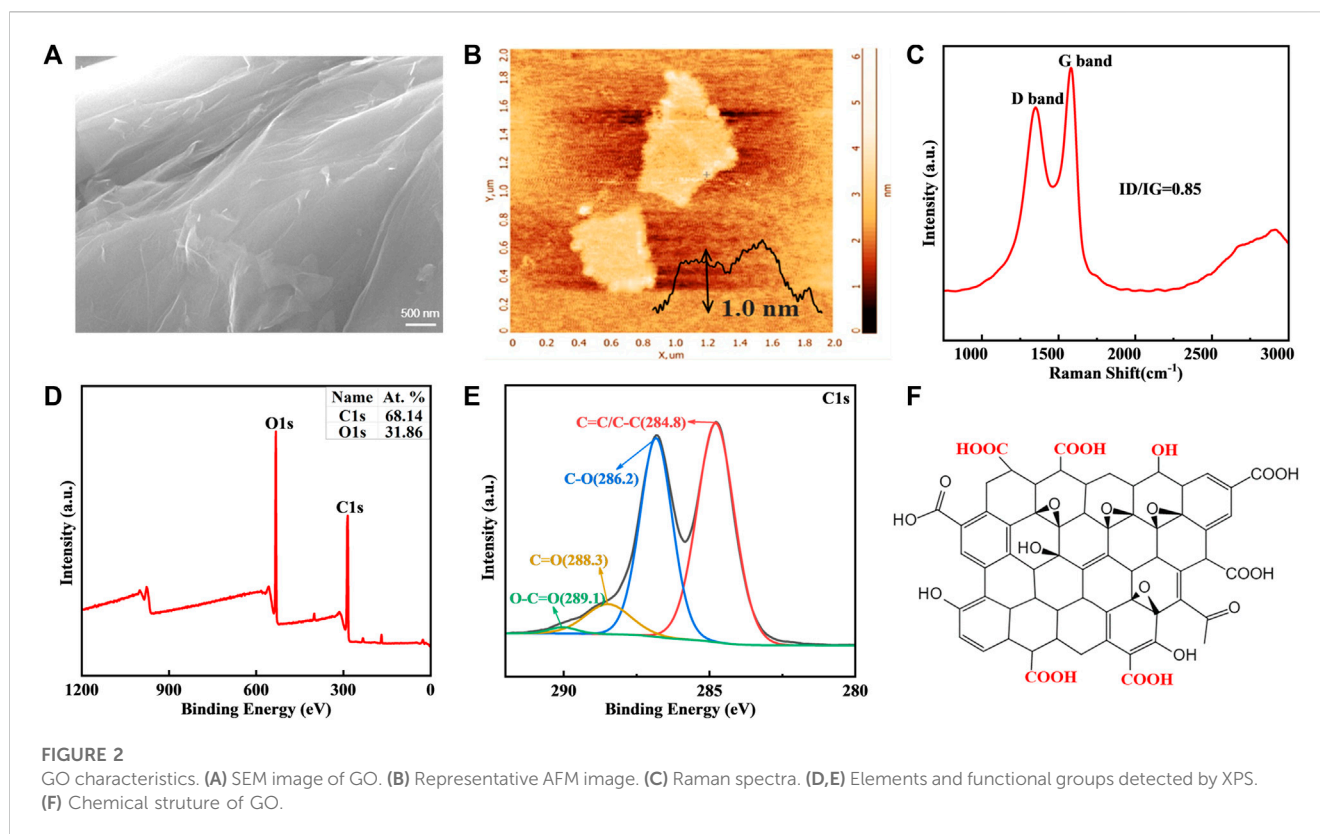 A
500 nm
B
2.0
1.8
1.6
1.4
1.2
1.0
0.8
0.6
0.4
0.2
0
Y, um
0 0.2 0.4 0.6 0.8 1.0 1.2 1.4 1.6 1.8 2.0
X, um
1.0 nm
6
5
4
3
2
1
0
nm
C
G band
D band
ID/IG=0.85
Intensity (a.u.)
1000 1500 2000 2500 3000
Raman Shift(cm⁻¹)
D
Name At. %
C1s 68.14
O1s 31.86
O1s
C1s
Intensity (a.u.)
1200 900 600 300 0
Binding Energy (eV)
E
C1s
C=C/C-C(284.8)
C-O(286.2)
C=O(288.3)
O-C=O(289.1)
Intensity (a.u.)
290 285 280
Binding Energy (eV)
F
HOOC COOH OH
COOH
O
HO
O O O
HO
COOH
O
HO
O
OH
COOH COOH
FIGURE 2
GO characteristics. (A) SEM image of GO. (B) Representative AFM image. (C) Raman spectra. (D,E) Elements and functional groups detected by XPS.
(F) Chemical struture of GO.